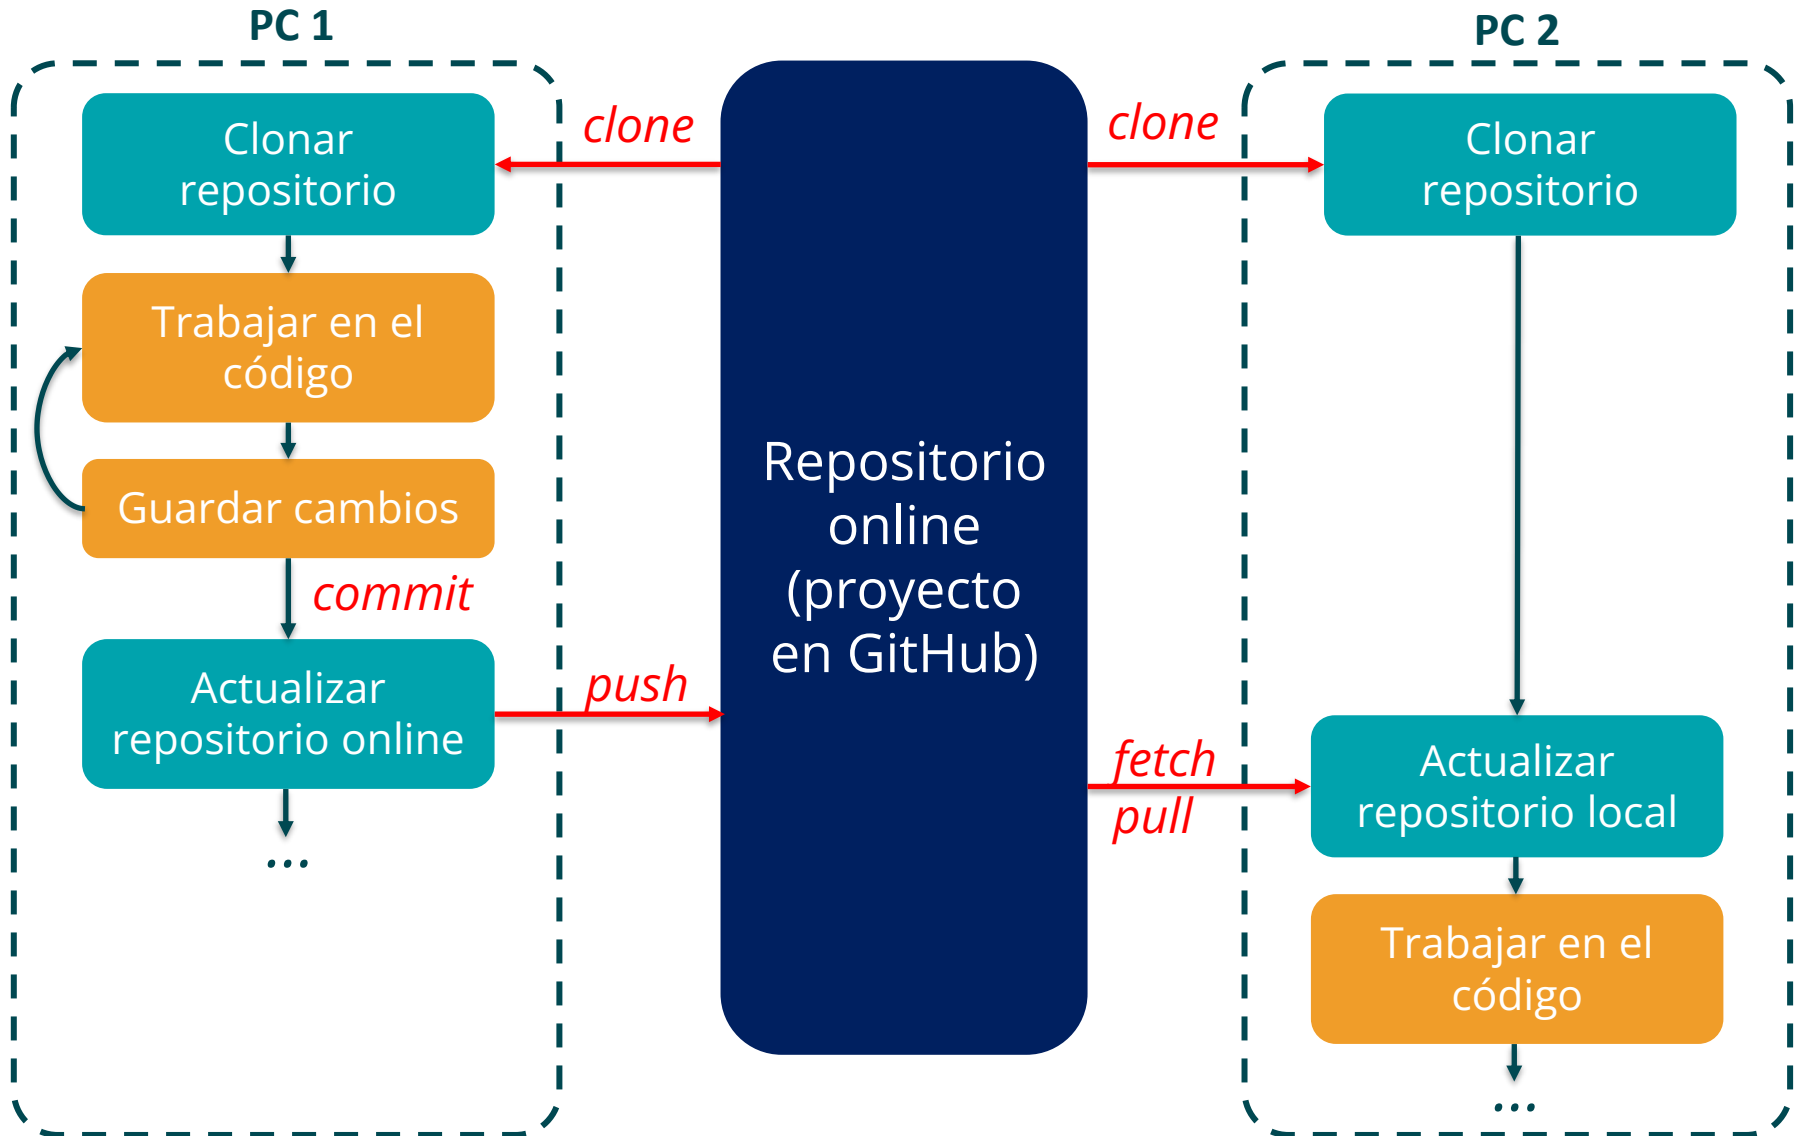 PC 1
Clonar
repositorio
Trabajar en el
código
Guardar cambios
commit
Actualizar
repositorio online
...
clone
push
Repositorio
online
(proyecto
en GitHub)
clone
fetch
pull
PC 2
Clonar
repositorio
Actualizar
repositorio local
Trabajar en el
código
...